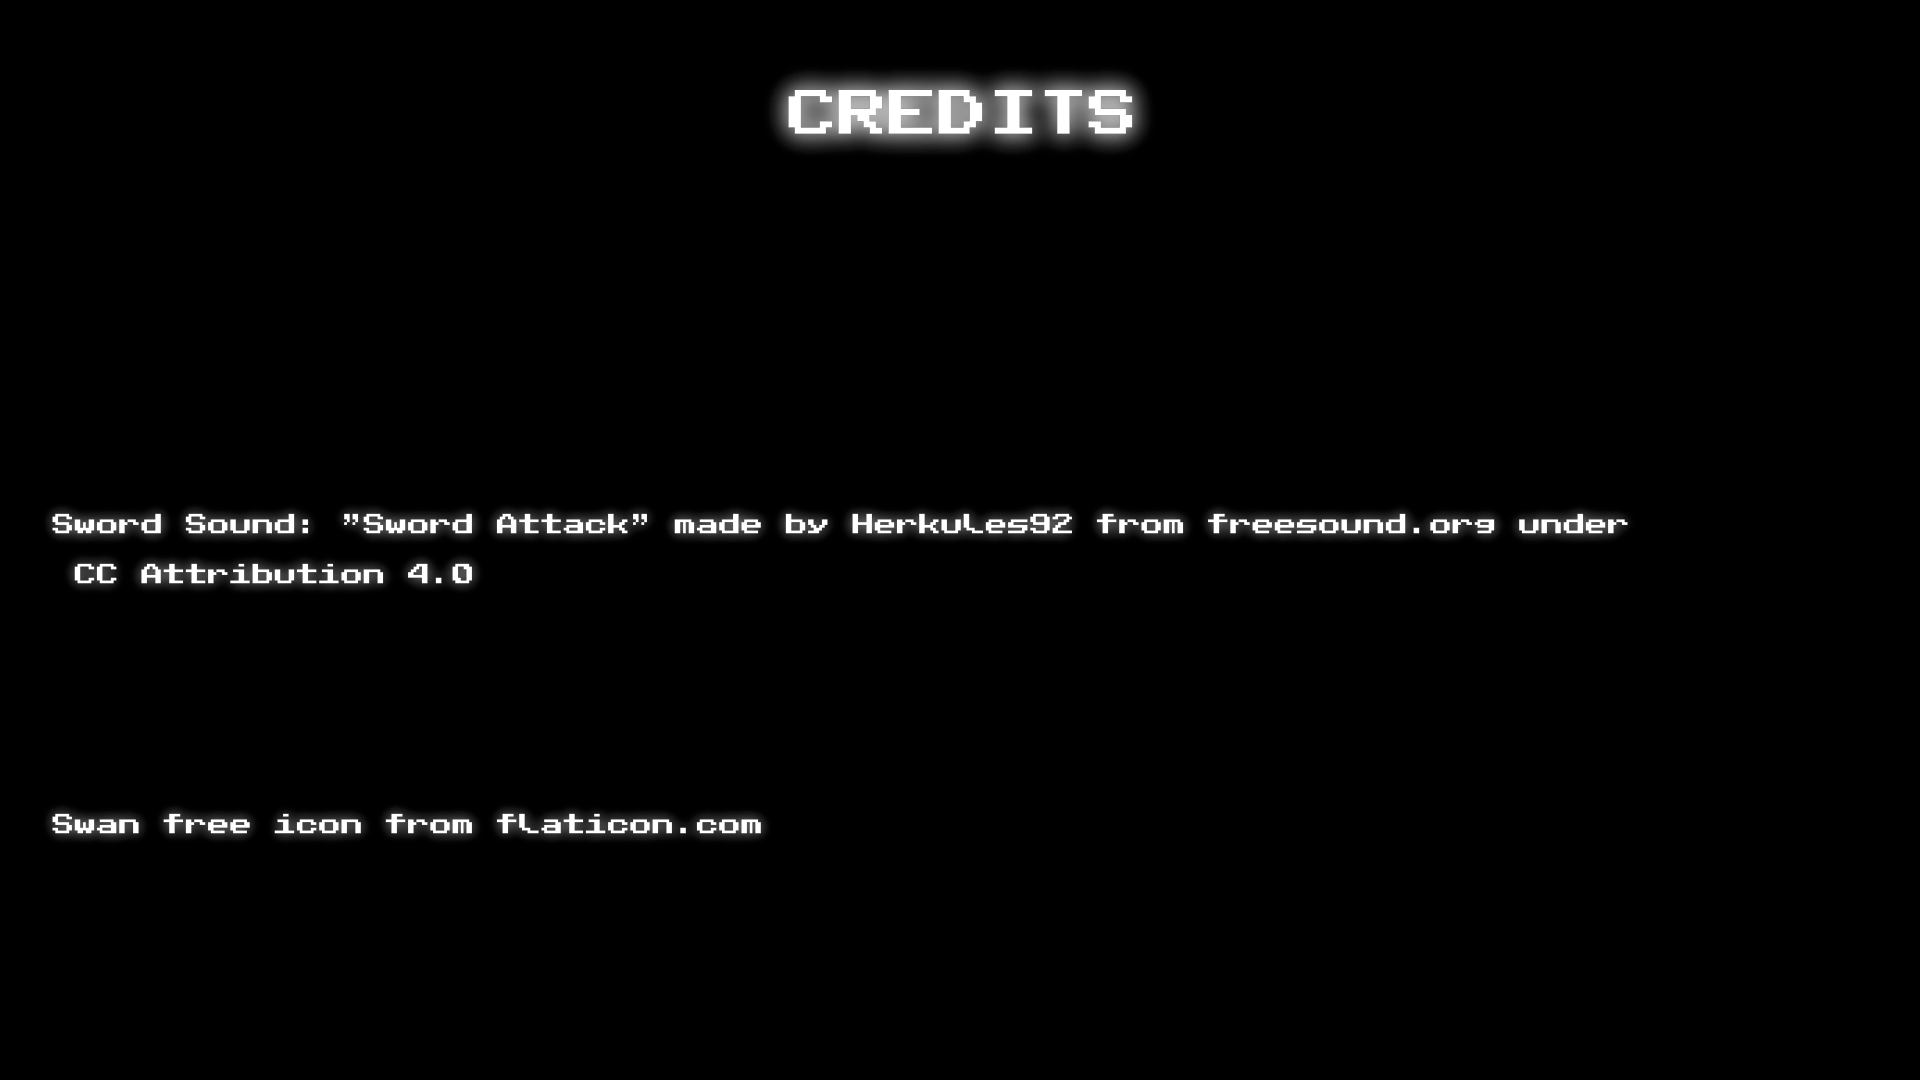 CREDITS
Sword Sound: "Sword Attack" made by Herkules92 from freesound.org under
CC Attribution 4.0
Swan free icon from flaticon.com